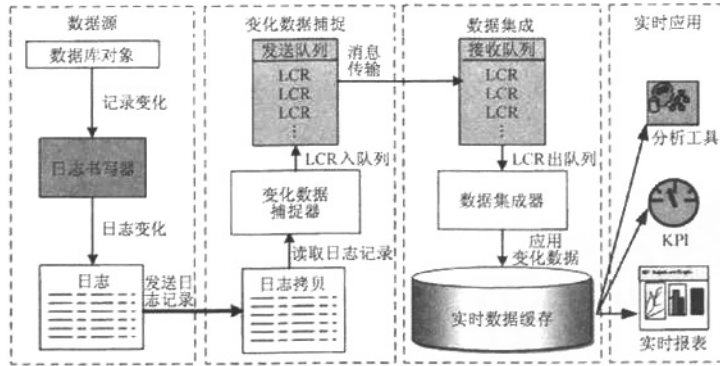 数据源
数据库对象
记录变化
日志书写器
日志变化
日志
发送日
志记录
变化数据捕捉
发送队列
LCR
LCR
LCR
⋮
LCR入队列
变化数据
捕捉器
读取日志记录
日志拷贝
消息
传输
数据集成
接收队列
LCR
LCR
LCR
⋮
LCR出队列
数据集成器
应用
变化数据
实时数据缓存
实时应用
分析工具
KPI
实时报表